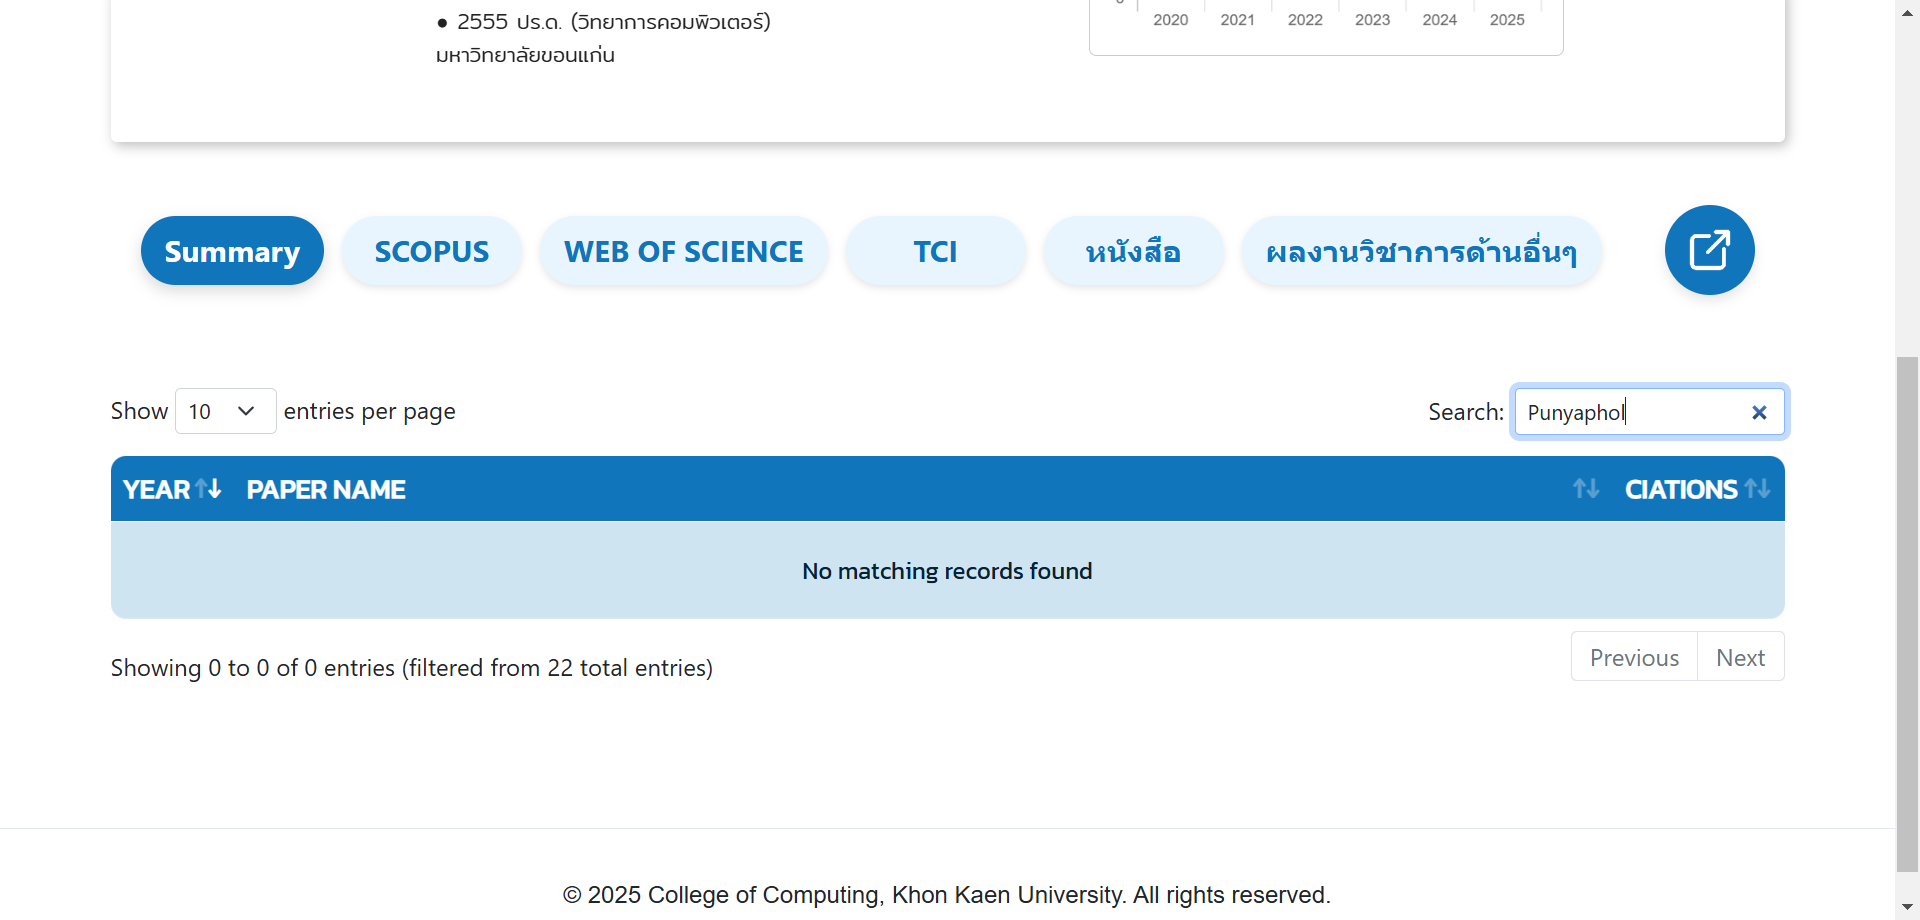 ● 2555 ปร.ด. (วิทยาการคอมพิวเตอร์)
มหาวิทยาลัยขอนแก่น
2020 2021 2022 2023 2024 2025
Summary SCOPUS WEB OF SCIENCE TCI หนังสือ ผลงานวิชาการด้านอื่นๆ
Show 10 entries per page Search: Punyaphol
YEAR PAPER NAME CIATIONS
No matching records found
Showing 0 to 0 of 0 entries (filtered from 22 total entries) Previous Next
© 2025 College of Computing, Khon Kaen University. All rights reserved.